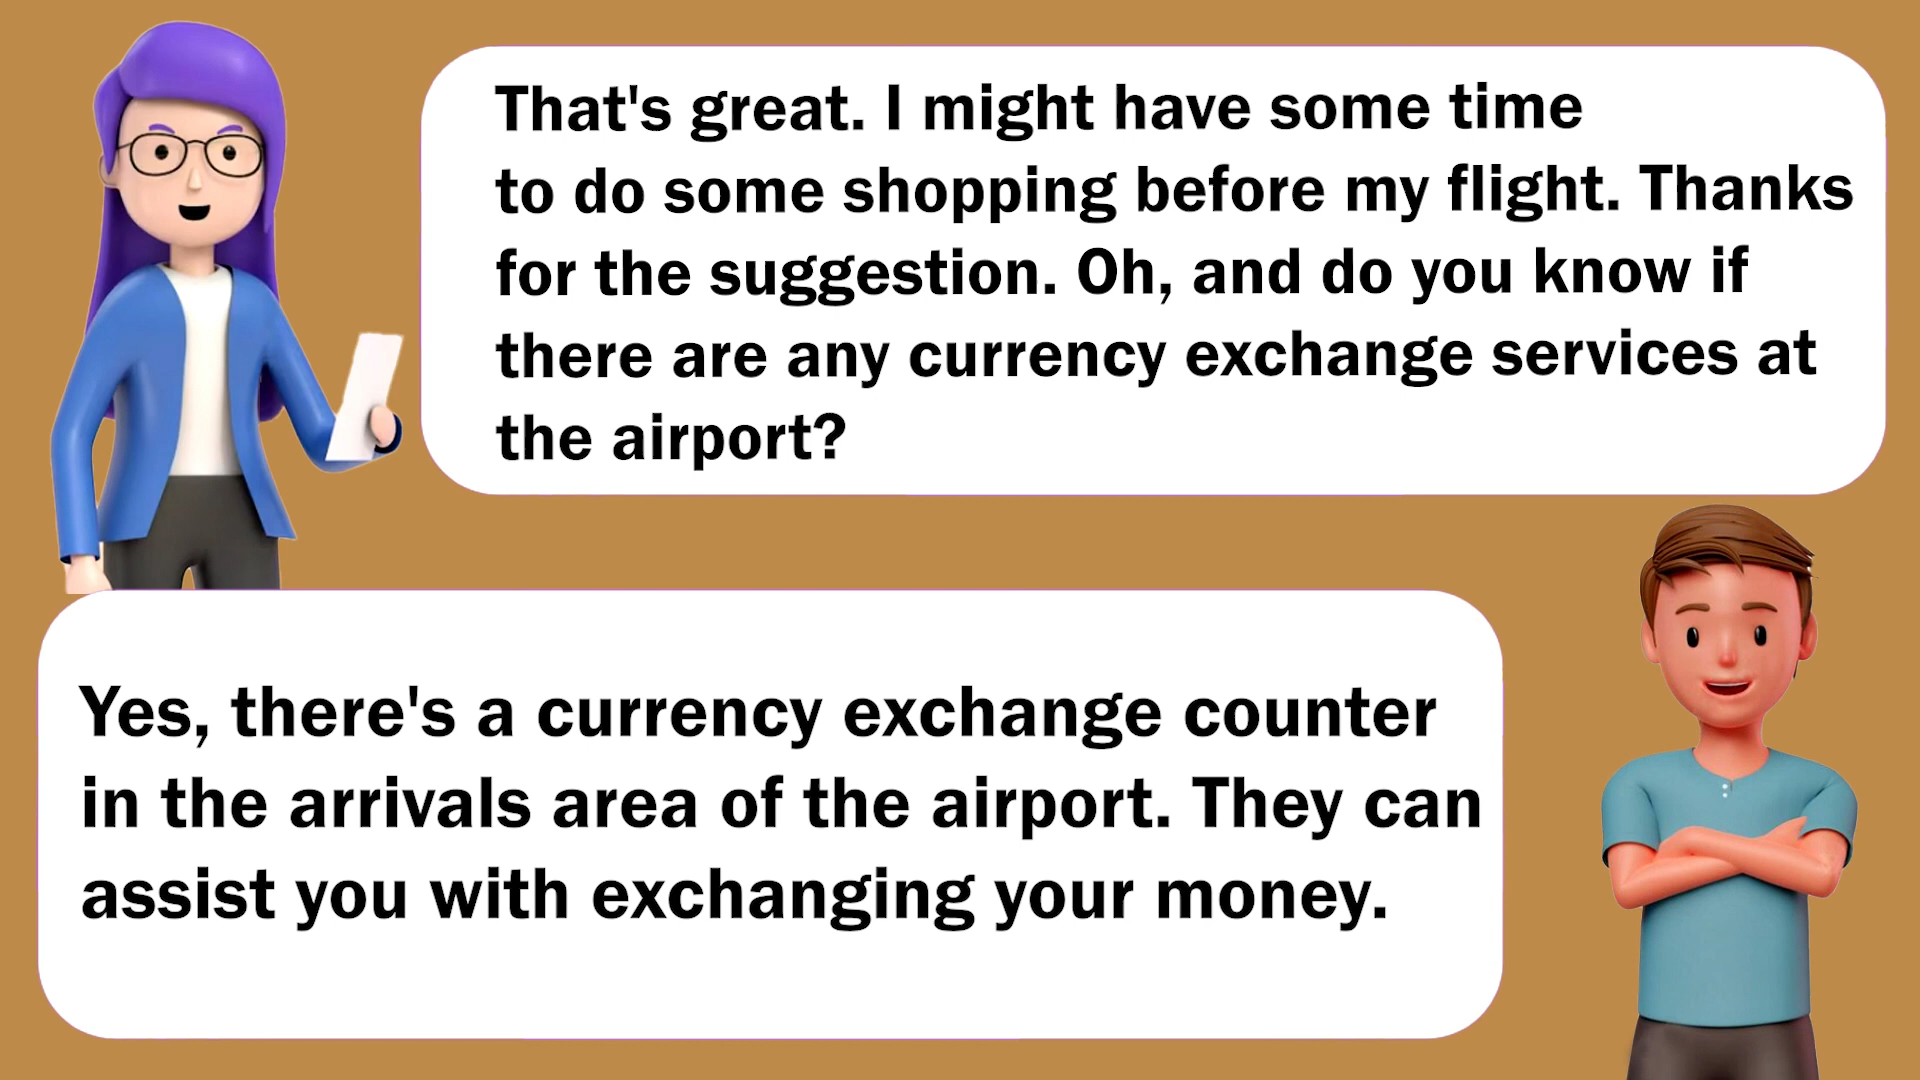 That's great. I might have some time
to do some shopping before my flight. Thanks
for the suggestion. Oh, and do you know if
there are any currency exchange services at
the airport?
Yes, there's a currency exchange counter
in the arrivals area of the airport. They can
assist you with exchanging your money.